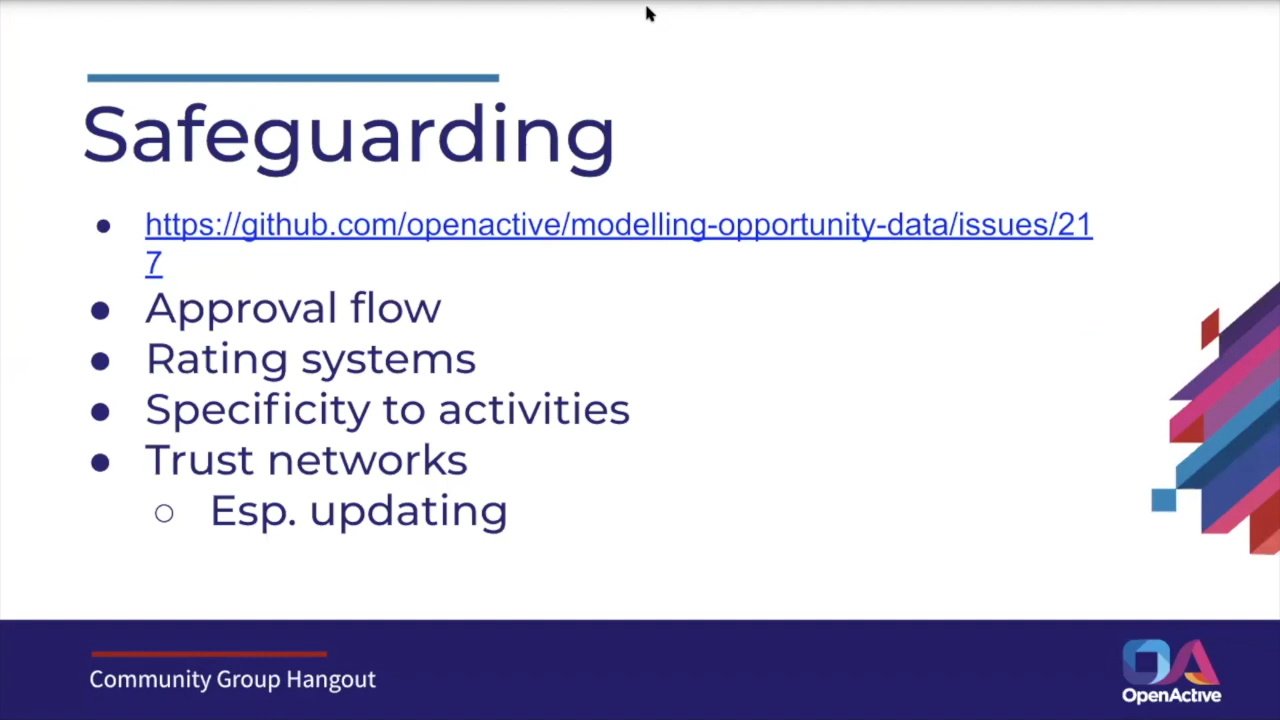 Safeguarding
● https://github.com/openactive/modelling-opportunity-data/issues/21
7
● Approval flow
● Rating systems
● Specificity to activities
● Trust networks
○ Esp. updating
Community Group Hangout
OA
OpenActive